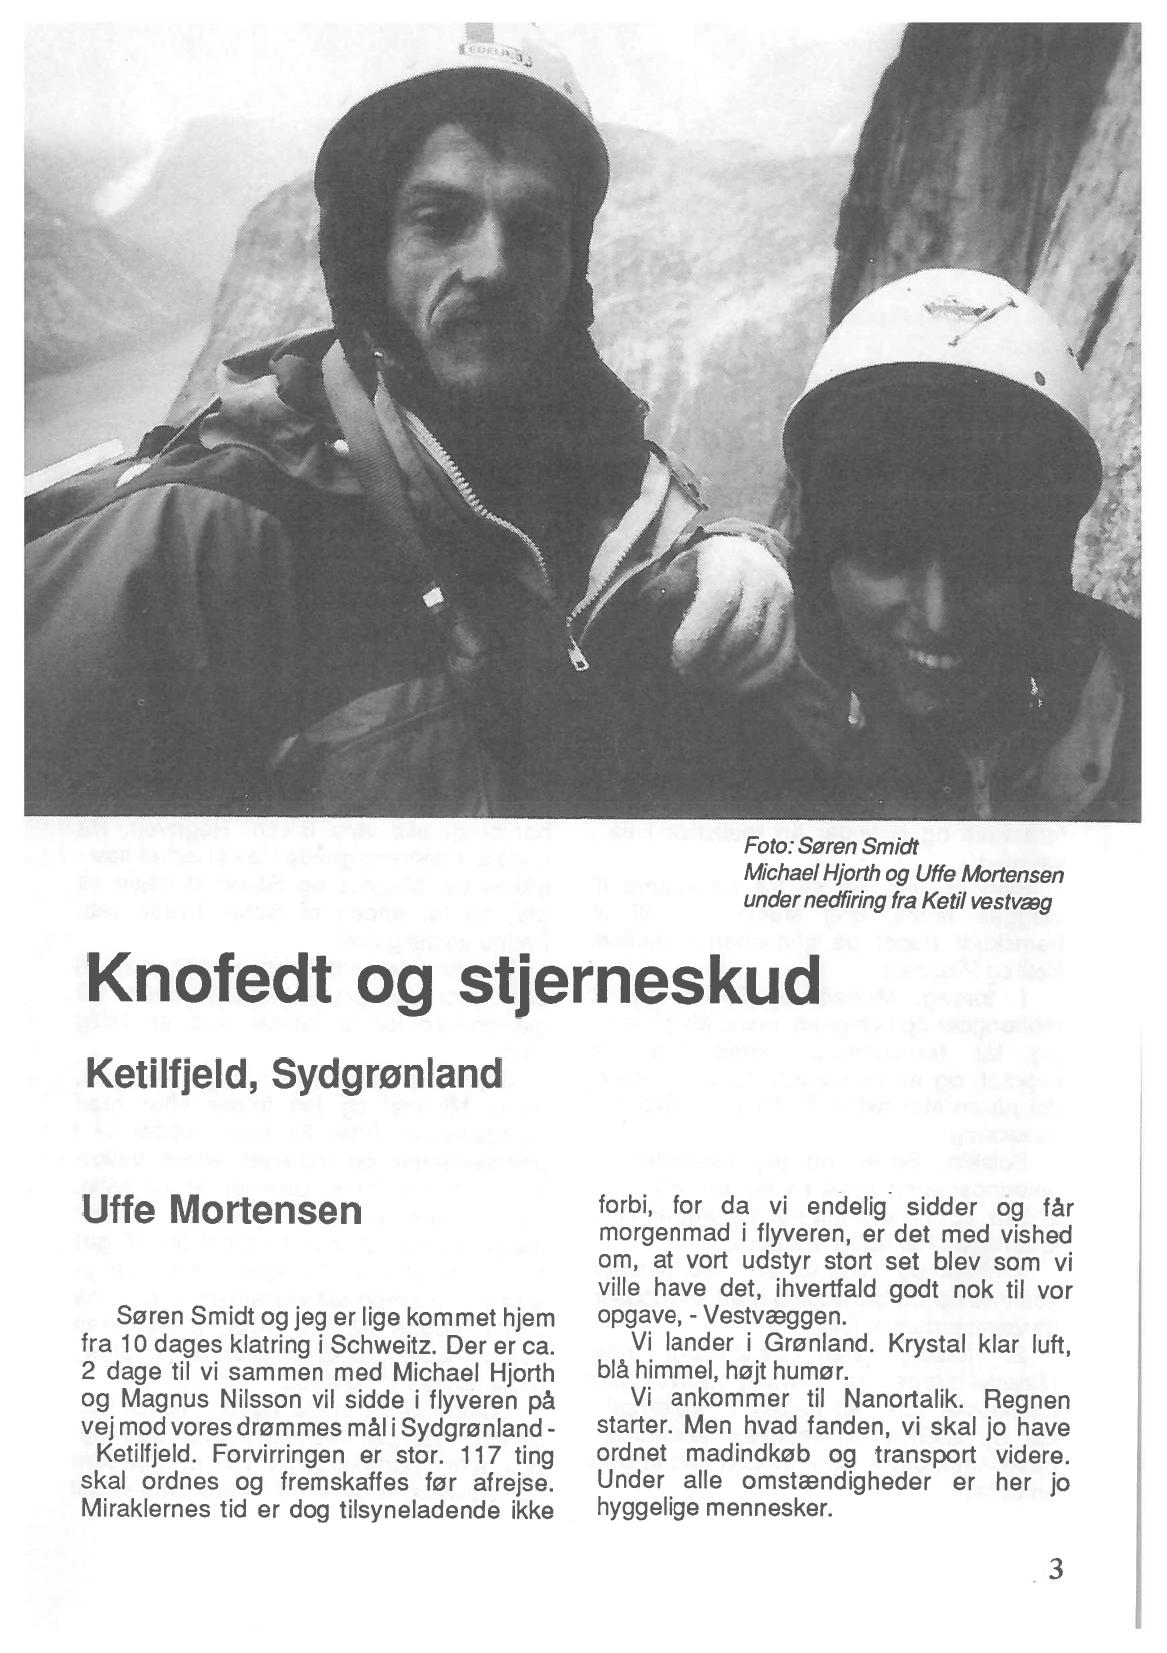 Foto: Søren Smidt
Michael Hjorth og Uffe Mortensen
under nedfiring fra Ketil vestvæg
Knofedt og stjerneskud
Ketilfjeld, Sydgrønland
Uffe Mortensen
Søren Smidt og jeg er lige kommet hjem
fra 10 dages klatring i Schweitz. Der er ca.
2 dage til vi sammen med Michael Hjorth
og Magnus Nilsson vil sidde i flyveren på
vej mod vores drømmes mål i Sydgrønland -
Ketilfjeld. Forvirringen er stor. 117 ting
skal ordnes og fremskaffes før afrejse.
Miraklernes tid er dog tilsyneladende ikke
forbi, for da vi endelig sidder og får
morgenmad i flyveren, er det med vished
om, at vort udstyr stort set blev som vi
ville have det, ihvertfald godt nok til vor
opgave, - Vestvæggen.
Vi lander i Grønland. Krystal klar luft,
blå himmel, højt humør.
Vi ankommer til Nanortalik. Regnen
starter. Men hvad fanden, vi skal jo have
ordnet madindkøb og transport videre.
Under alle omstændigheder er her jo
hyggelige mennesker.
3